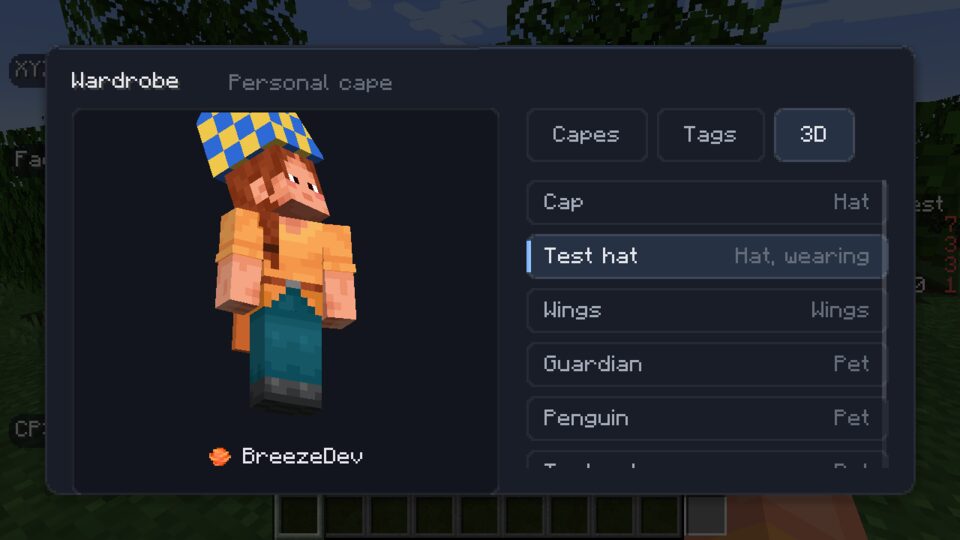 Wardrobe
Personal cape
Capes
Tags
3D
Cap
Hat
Test hat
Hat, wearing
Wings
Wings
Guardian
Pet
Penguin
Pet
BreezeDev